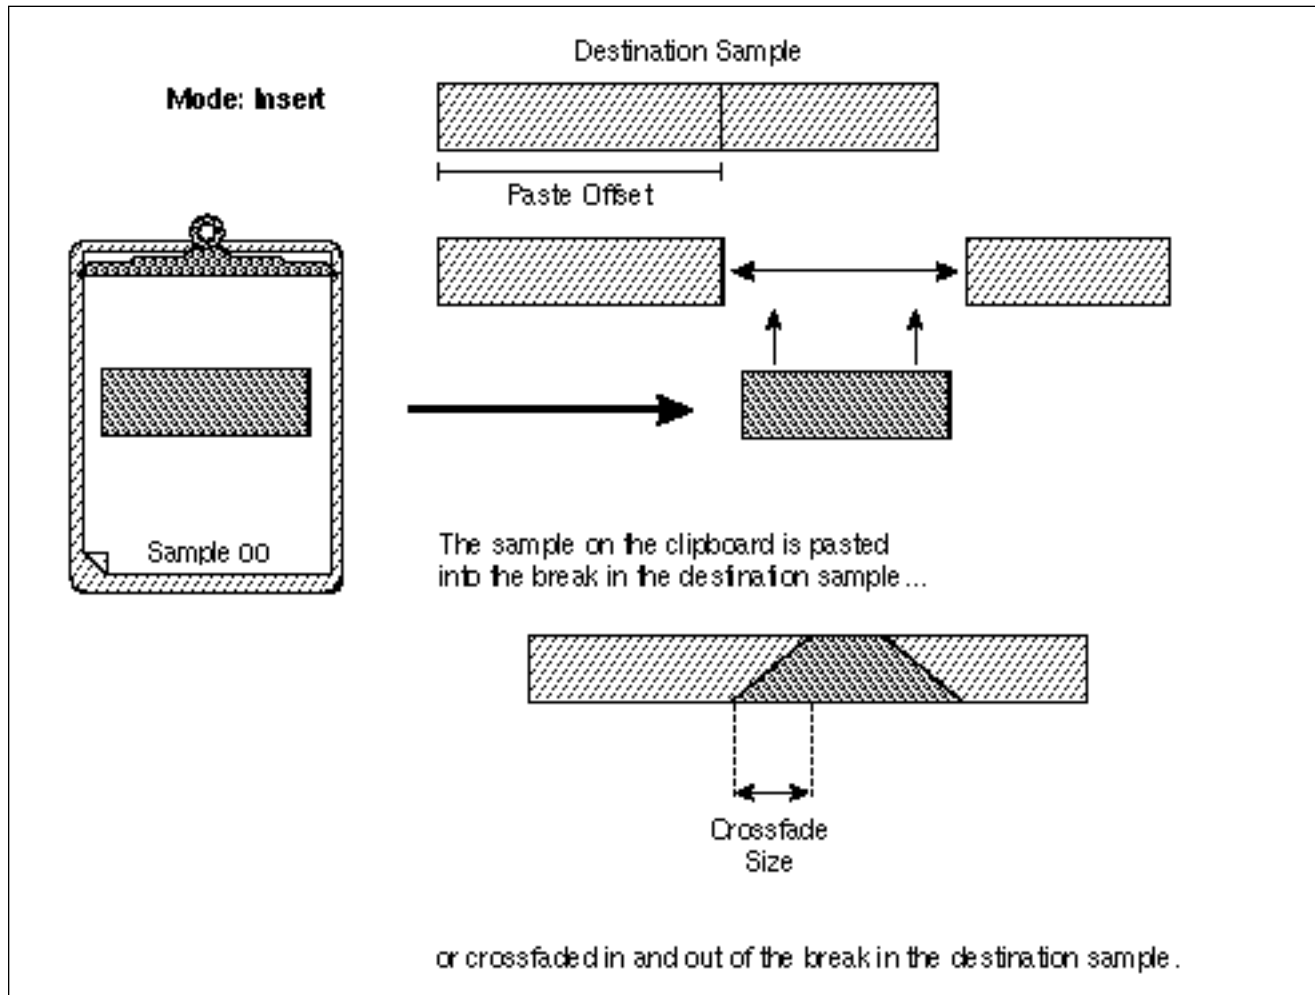 Destination Sample
Mode: Insert
Paste Offset
Sample 00
The sample on the clipboard is pasted
into the break in the destination sample...
Crossfade
Size
or crossfaded in and out of the break in the destination sample.